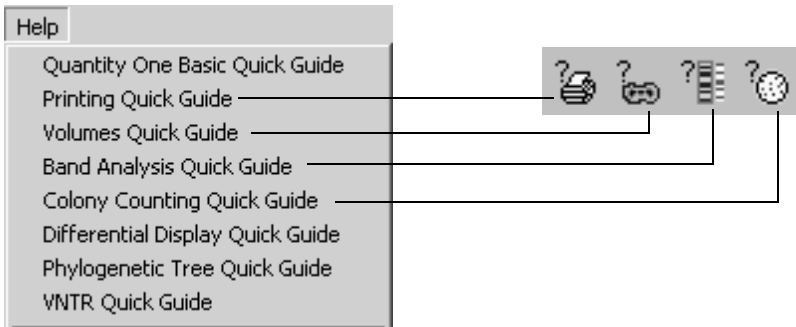 Help
Quantity One Basic Quick Guide
Printing Quick Guide
Volumes Quick Guide
Band Analysis Quick Guide
Colony Counting Quick Guide
Differential Display Quick Guide
Phylogenetic Tree Quick Guide
VNTR Quick Guide
? ? ? ?